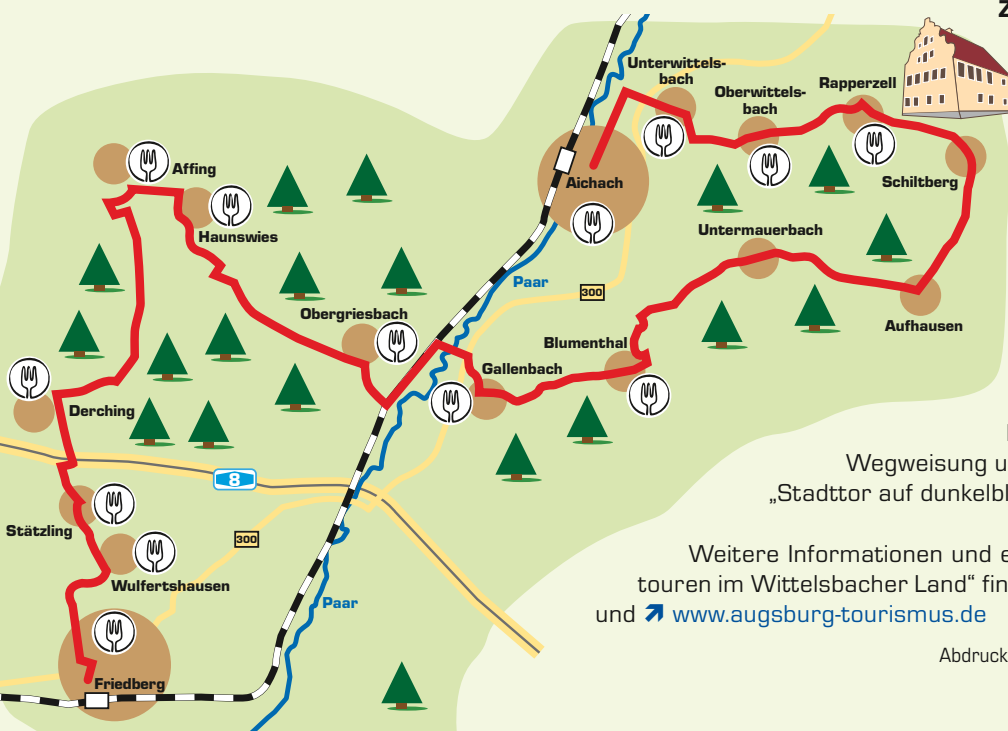 Unterwittels-
bach
Oberwittels-
bach
Rapperzell
Affing
Aichach
Schiltberg
Haunswies
Untermauerbach
Paar
300
Obergriesbach
Aufhausen
Blumenthal
Gallenbach
Derching
8
Wegweisung u
„Stadttor auf dunkelbl
Stätzling
300
Weitere Informationen und e
Wulfertshausen
touren im Wittelsbacher Land“ fin
Paar
und www.augsburg-tourismus.de
Abdruck
Friedberg